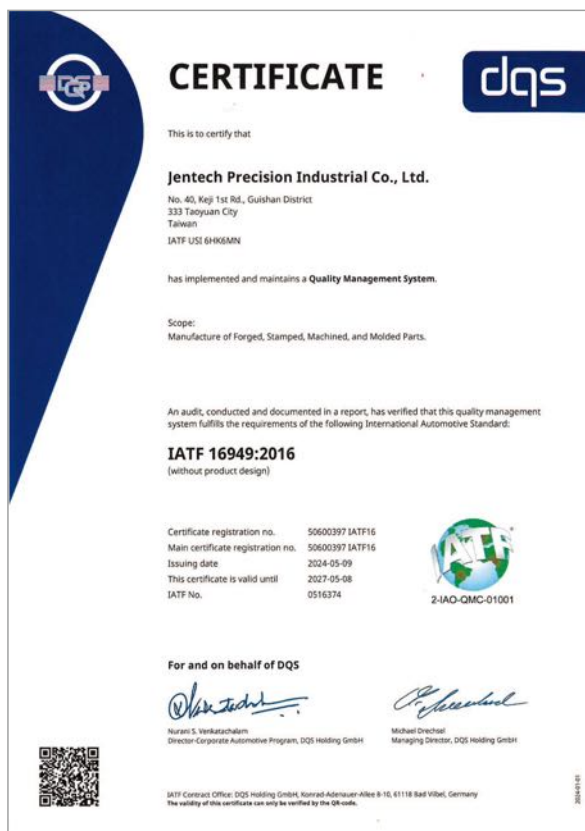 DQS
CERTIFICATE
dqs
This is to certify that
Jentech Precision Industrial Co., Ltd.
No. 40, Keji 1st Rd., Guishan District
333 Taoyuan City
Taiwan
IATF USI 6HK6MN
has implemented and maintains a Quality Management System.
Scope:
Manufacture of Forged, Stamped, Machined, and Molded Parts.
An audit, conducted and documented in a report, has verified that this quality management
system fulfills the requirements of the following International Automotive Standard:
IATF 16949:2016
(without product design)
Certificate registration no. 50600397 IATF16
Main certificate registration no. 50600397 IATF16
Issuing date 2024-05-09
This certificate is valid until 2027-05-08
IATF No. 0516374
IATF
2-IAO-QMC-01001
For and on behalf of DQS
Nurani S. Venkatachalam
Director-Corporate Automotive Program, DQS Holding GmbH
Michael Drechsel
Managing Director, DQS Holding GmbH
IATF Contract Office: DQS Holding GmbH, Konrad-Adenauer-Allee 8-10, 61118 Bad Vilbel, Germany
The validity of this certificate can only be verified by the QR-code.
2024-01-01